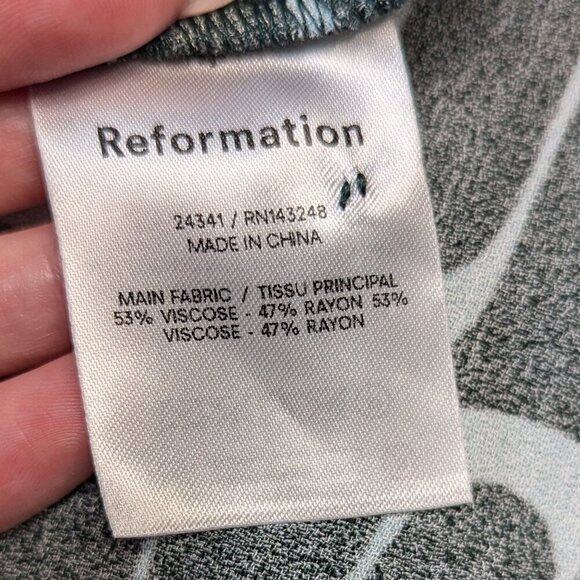 Reformation
24341 / RN143248
MADE IN CHINA
MAIN FABRIC / TISSU PRINCIPAL
53% VISCOSE - 47% RAYON 53%
VISCOSE - 47% RAYON